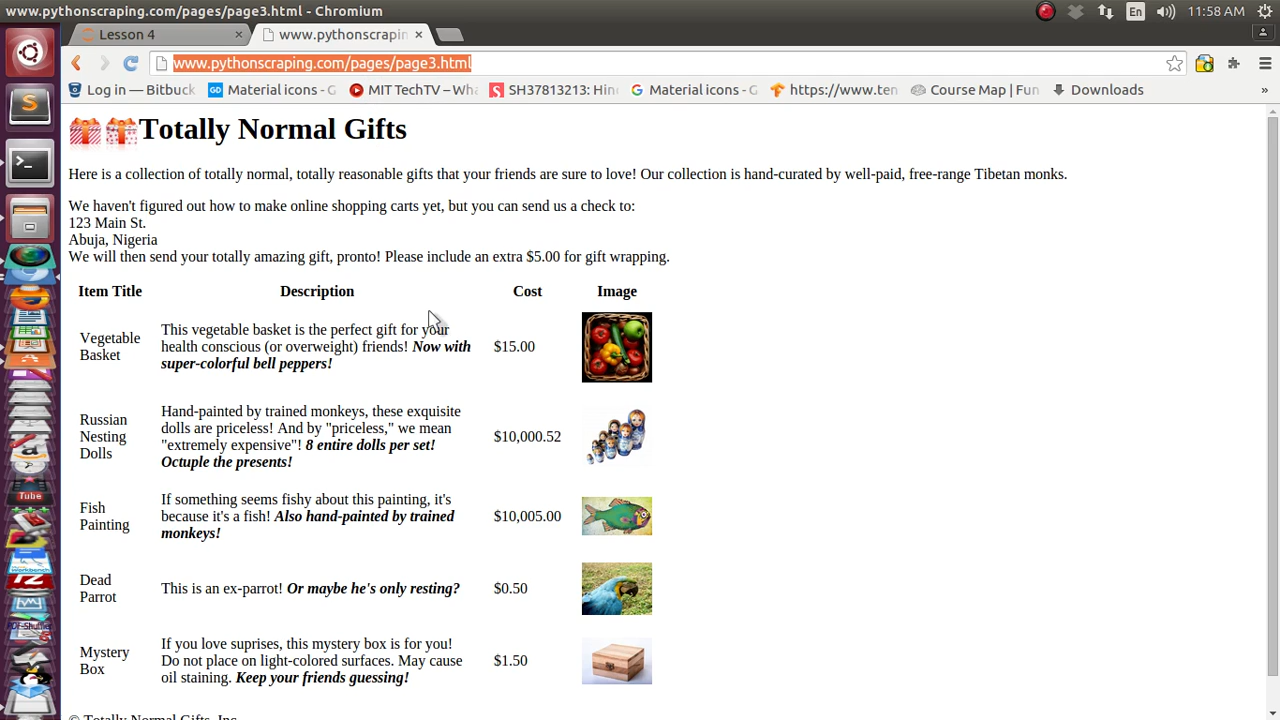 www.pythonscraping.com/pages/page3.html - Chromium
En
11:58 AM
Lesson 4
www.pythonscrapin
www.pythonscraping.com/pages/page3.html
Log in — Bitbuck
Material icons - G
MIT TechTV – Wha
SH37813213: Hin
Material icons - G
https://www.ten
Course Map | Fun
Downloads
»
Totally Normal Gifts
Here is a collection of totally normal, totally reasonable gifts that your friends are sure to love! Our collection is hand-curated by well-paid, free-range Tibetan monks.
We haven't figured out how to make online shopping carts yet, but you can send us a check to:
123 Main St.
Abuja, Nigeria
We will then send your totally amazing gift, pronto! Please include an extra $5.00 for gift wrapping.
Item Title Description Cost Image
Vegetable
Basket
This vegetable basket is the perfect gift for your
health conscious (or overweight) friends! Now with
super-colorful bell peppers!
$15.00
Russian
Nesting
Dolls
Hand-painted by trained monkeys, these exquisite
dolls are priceless! And by "priceless," we mean
"extremely expensive"! 8 entire dolls per set!
Octuple the presents!
$10,000.52
Fish
Painting
If something seems fishy about this painting, it's
because it's a fish! Also hand-painted by trained
monkeys!
$10,005.00
Dead
Parrot
This is an ex-parrot! Or maybe he's only resting?
$0.50
Mystery
Box
If you love suprises, this mystery box is for you!
Do not place on light-colored surfaces. May cause
oil staining. Keep your friends guessing!
$1.50
© Totally Normal Gifts, Inc.
Tube